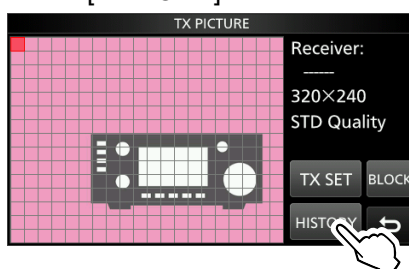 TX PICTURE
Receiver:
------
320×240
STD Quality
TX SET
BLOCK
HISTORY